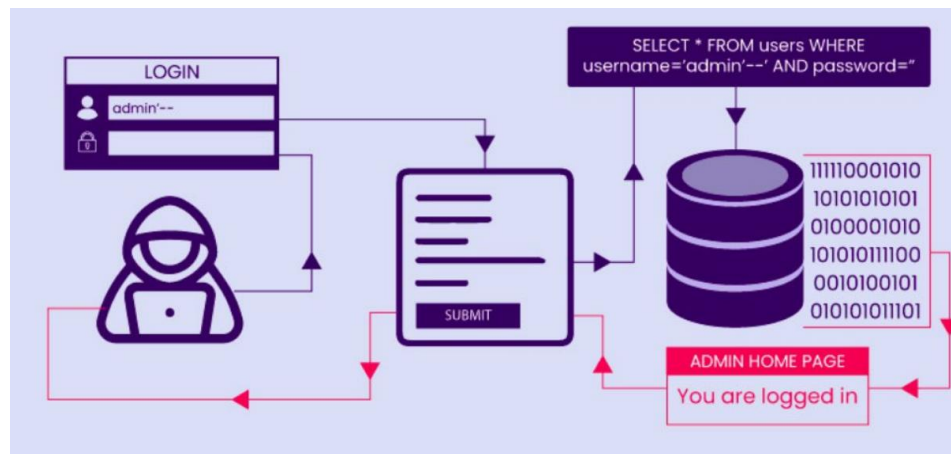 LOGIN
admin'--
SELECT * FROM users WHERE
username='admin'--' AND password=''
111110001010
10101010101
0100001010
101010111100
0010100101
010101011101
SUBMIT
ADMIN HOME PAGE
You are logged in